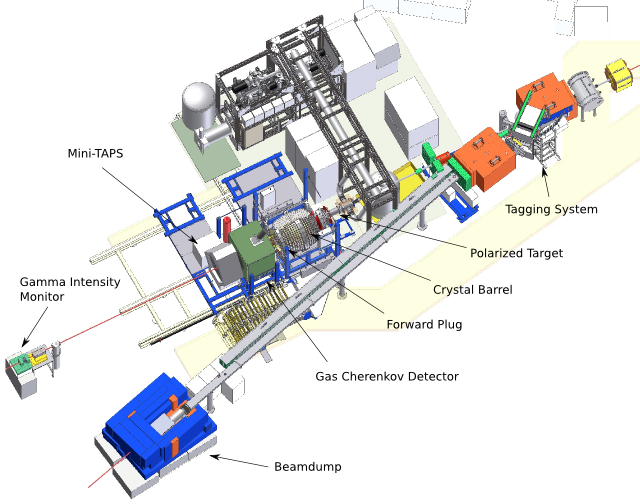 Mini-TAPS
Tagging System
Polarized Target
Crystal Barrel
Gamma Intensity
Monitor
Forward Plug
Gas Cherenkov Detector
Beamdump